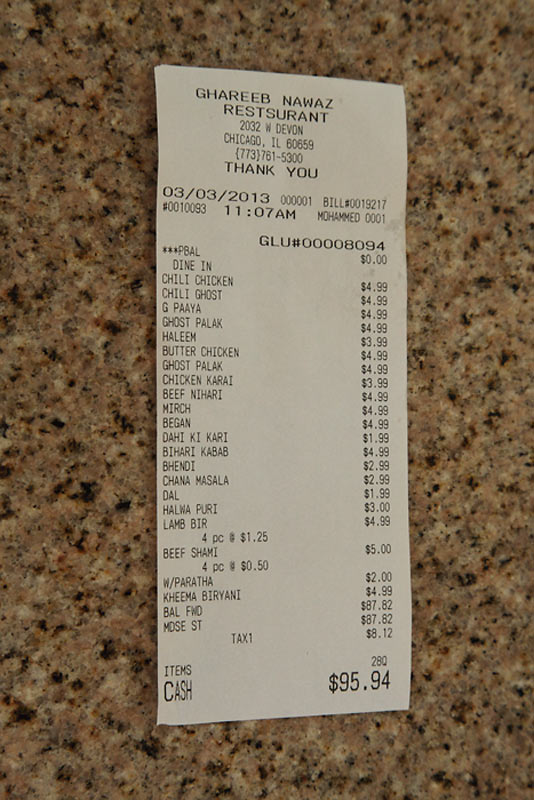 GHAREEB NAWAZ
RESTSURANT
2032 W DEVON
CHICAGO, IL 60659
(773)761-5300
THANK YOU
03/03/2013 000001 BILL#0019217
#0010093 11:07AM MOHAMMED 0001
GLU#00008094
***PBAL $0.00
DINE IN
CHILI CHICKEN $4.99
CHILI GHOST $4.99
G PAAYA $4.99
GHOST PALAK $4.99
HALEEM $3.99
BUTTER CHICKEN $4.99
GHOST PALAK $4.99
CHICKEN KARAI $3.99
BEEF NIHARI $4.99
MIRCH $4.99
BEGAN $4.99
DAHI KI KARI $1.99
BIHARI KABAB $4.99
BHENDI $2.99
CHANA MASALA $2.99
DAL $1.99
HALWA PURI $3.00
LAMB BIR $4.99
4 pc @ $1.25
BEEF SHAMI $5.00
4 pc @ $0.50
W/PARATHA $2.00
KHEEMA BIRYANI $4.99
BAL FWD $87.82
MDSE ST $87.82
TAX1 $8.12
ITEMS 28Q
CASH $95.94